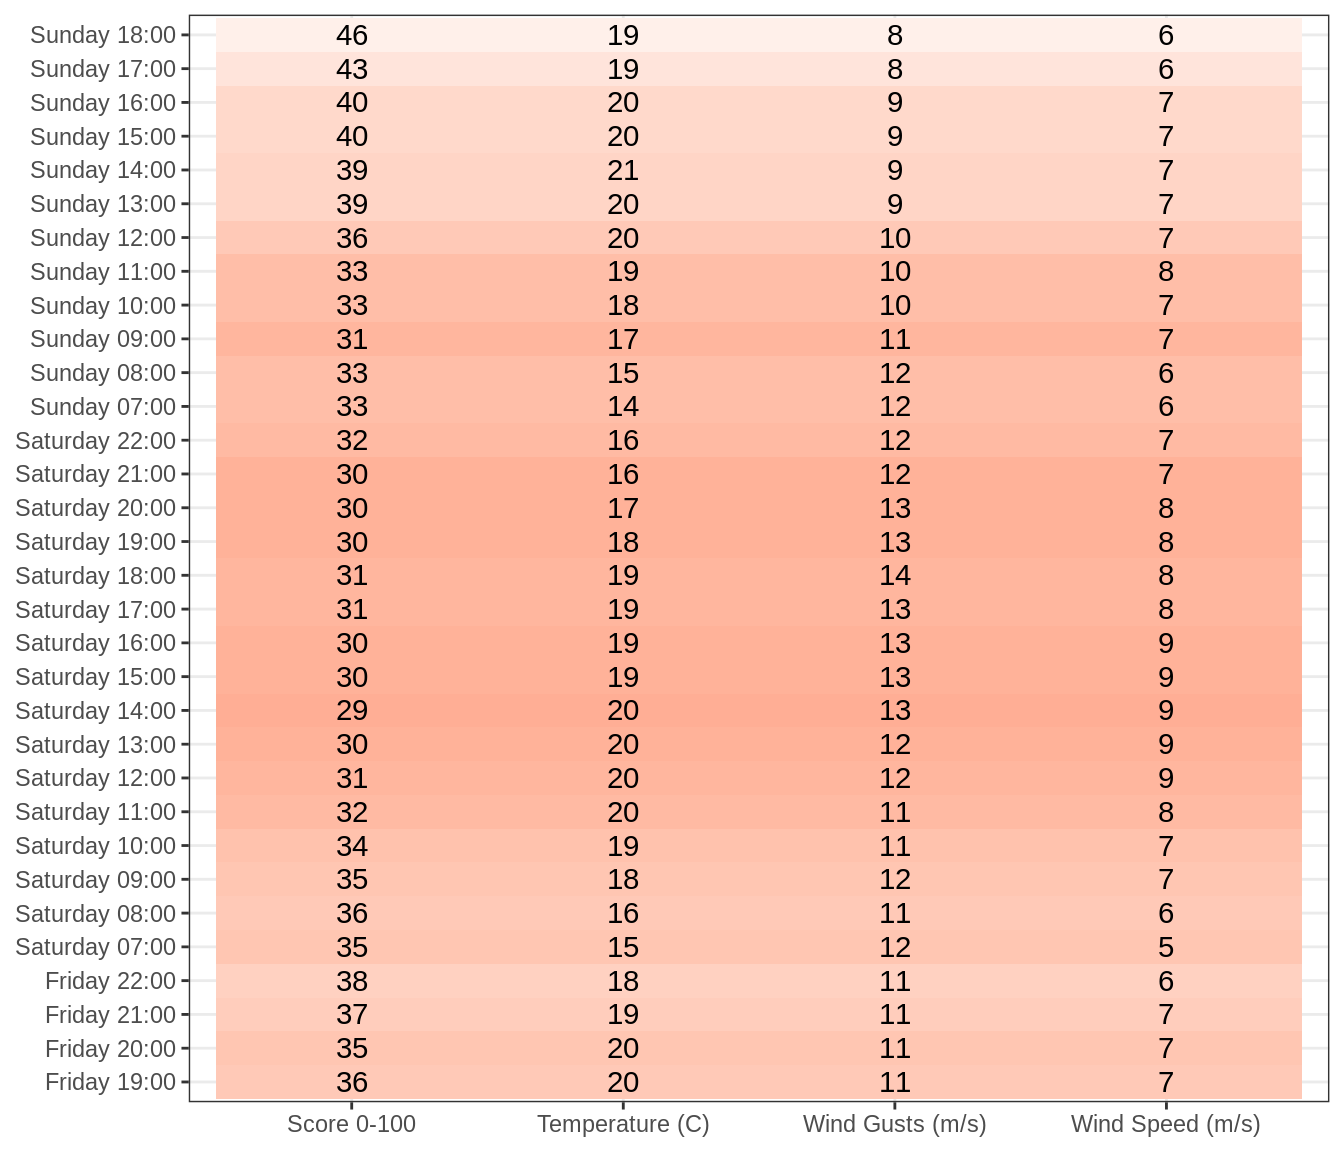 Sunday 18:00 46 19 8 6
Sunday 17:00 43 19 8 6
Sunday 16:00 40 20 9 7
Sunday 15:00 40 20 9 7
Sunday 14:00 39 21 9 7
Sunday 13:00 39 20 9 7
Sunday 12:00 36 20 10 7
Sunday 11:00 33 19 10 8
Sunday 10:00 33 18 10 7
Sunday 09:00 31 17 11 7
Sunday 08:00 33 15 12 6
Sunday 07:00 33 14 12 6
Saturday 22:00 32 16 12 7
Saturday 21:00 30 16 12 7
Saturday 20:00 30 17 13 8
Saturday 19:00 30 18 13 8
Saturday 18:00 31 19 14 8
Saturday 17:00 31 19 13 8
Saturday 16:00 30 19 13 9
Saturday 15:00 30 19 13 9
Saturday 14:00 29 20 13 9
Saturday 13:00 30 20 12 9
Saturday 12:00 31 20 12 9
Saturday 11:00 32 20 11 8
Saturday 10:00 34 19 11 7
Saturday 09:00 35 18 12 7
Saturday 08:00 36 16 11 6
Saturday 07:00 35 15 12 5
Friday 22:00 38 18 11 6
Friday 21:00 37 19 11 7
Friday 20:00 35 20 11 7
Friday 19:00 36 20 11 7
Score 0-100 Temperature (C) Wind Gusts (m/s) Wind Speed (m/s)